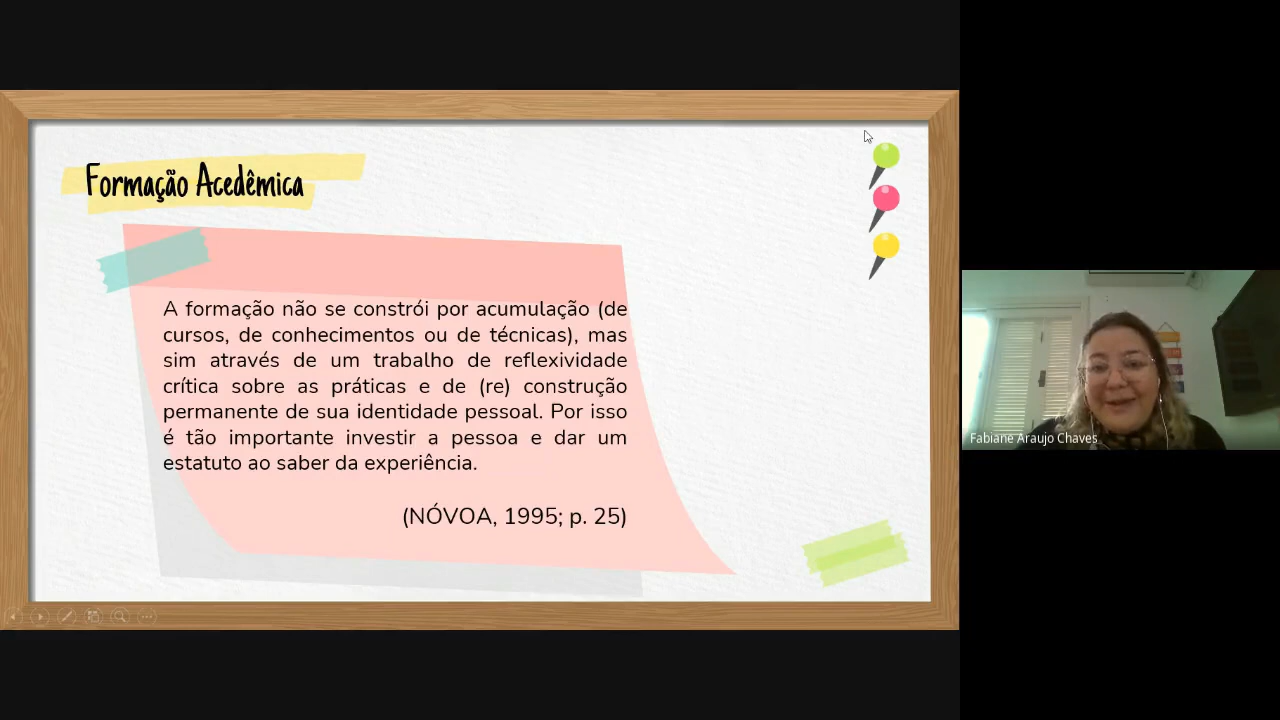 Formação Acedêmica
A formação não se constrói por acumulação (de
cursos, de conhecimentos ou de técnicas), mas
sim através de um trabalho de reflexividade
crítica sobre as práticas e de (re) construção
permanente de sua identidade pessoal. Por isso
é tão importante investir a pessoa e dar um
estatuto ao saber da experiência.
(NÓVOA, 1995; p. 25)
Fabiane Araujo Chaves